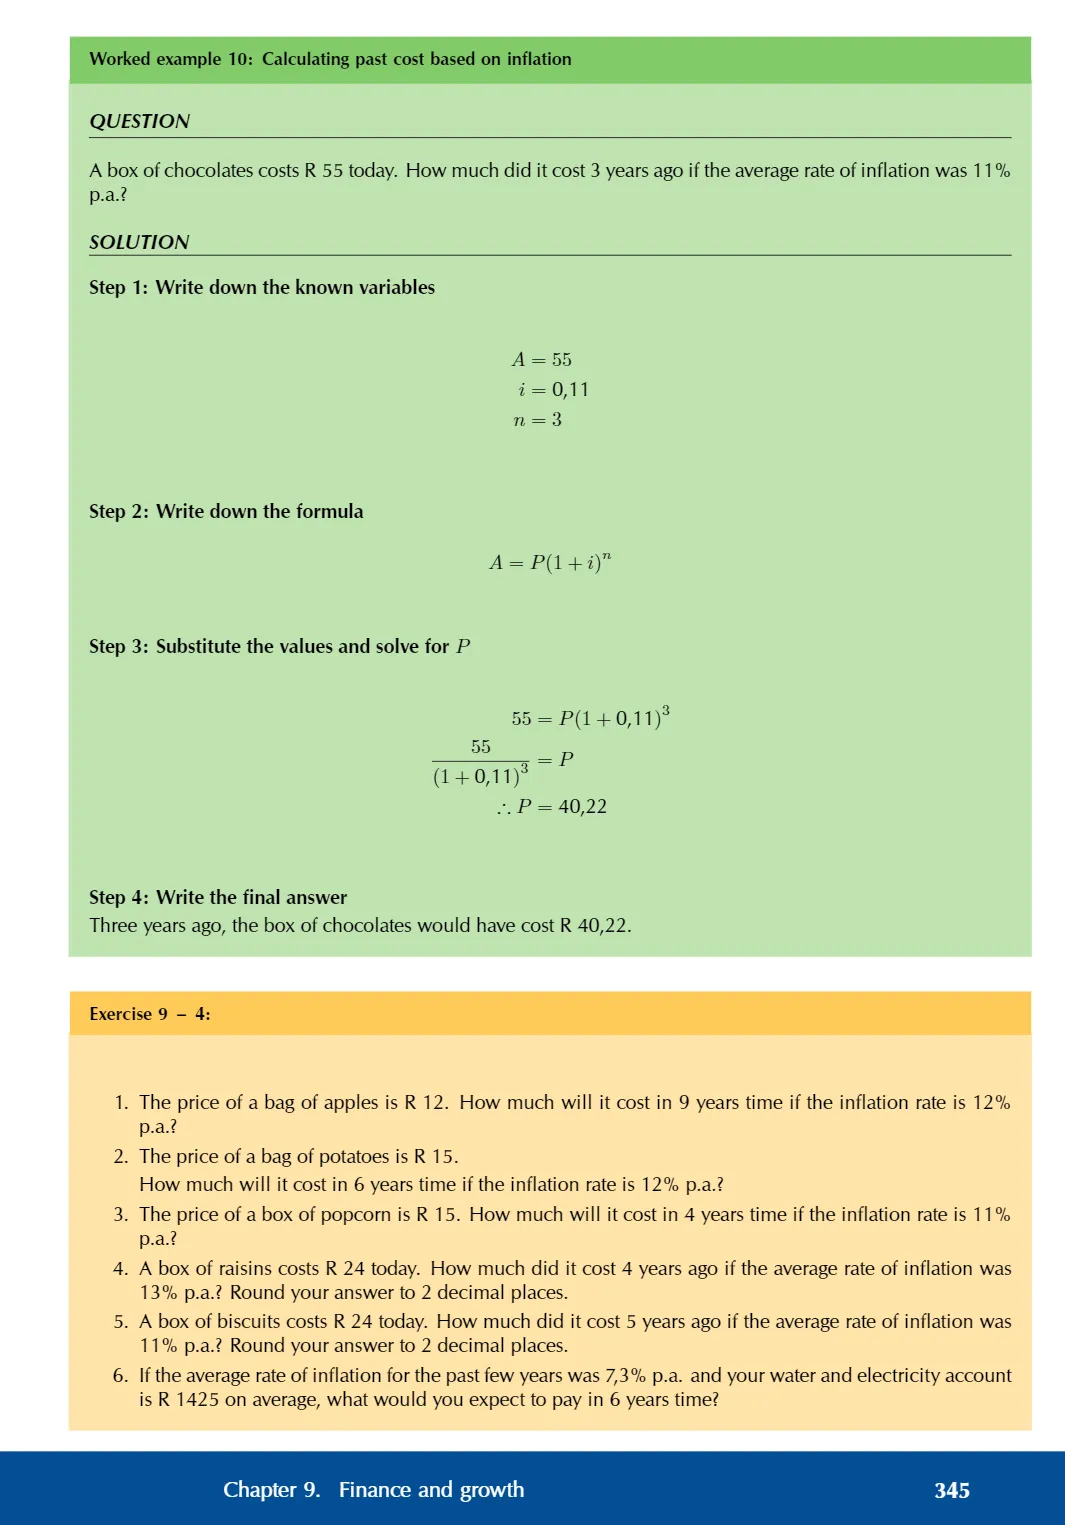 Worked example 10: Calculating past cost based on inflation
QUESTION
A box of chocolates costs R 55 today. How much did it cost 3 years ago if the average rate of inflation was 11%
p.a.?
SOLUTION
Step 1: Write down the known variables
A = 55
i = 0,11
n = 3
Step 2: Write down the formula
A = P(1 + i)ⁿ
Step 3: Substitute the values and solve for P
55 = P(1 + 0,11)³
55
(1 + 0,11)³
= P
∴ P = 40,22
Step 4: Write the final answer
Three years ago, the box of chocolates would have cost R 40,22.
Exercise 9 – 4:
1. The price of a bag of apples is R 12. How much will it cost in 9 years time if the inflation rate is 12%
p.a.?
2. The price of a bag of potatoes is R 15.
How much will it cost in 6 years time if the inflation rate is 12% p.a.?
3. The price of a box of popcorn is R 15. How much will it cost in 4 years time if the inflation rate is 11%
p.a.?
4. A box of raisins costs R 24 today. How much did it cost 4 years ago if the average rate of inflation was
13% p.a.? Round your answer to 2 decimal places.
5. A box of biscuits costs R 24 today. How much did it cost 5 years ago if the average rate of inflation was
11% p.a.? Round your answer to 2 decimal places.
6. If the average rate of inflation for the past few years was 7,3% p.a. and your water and electricity account
is R 1425 on average, what would you expect to pay in 6 years time?
Chapter 9. Finance and growth
345